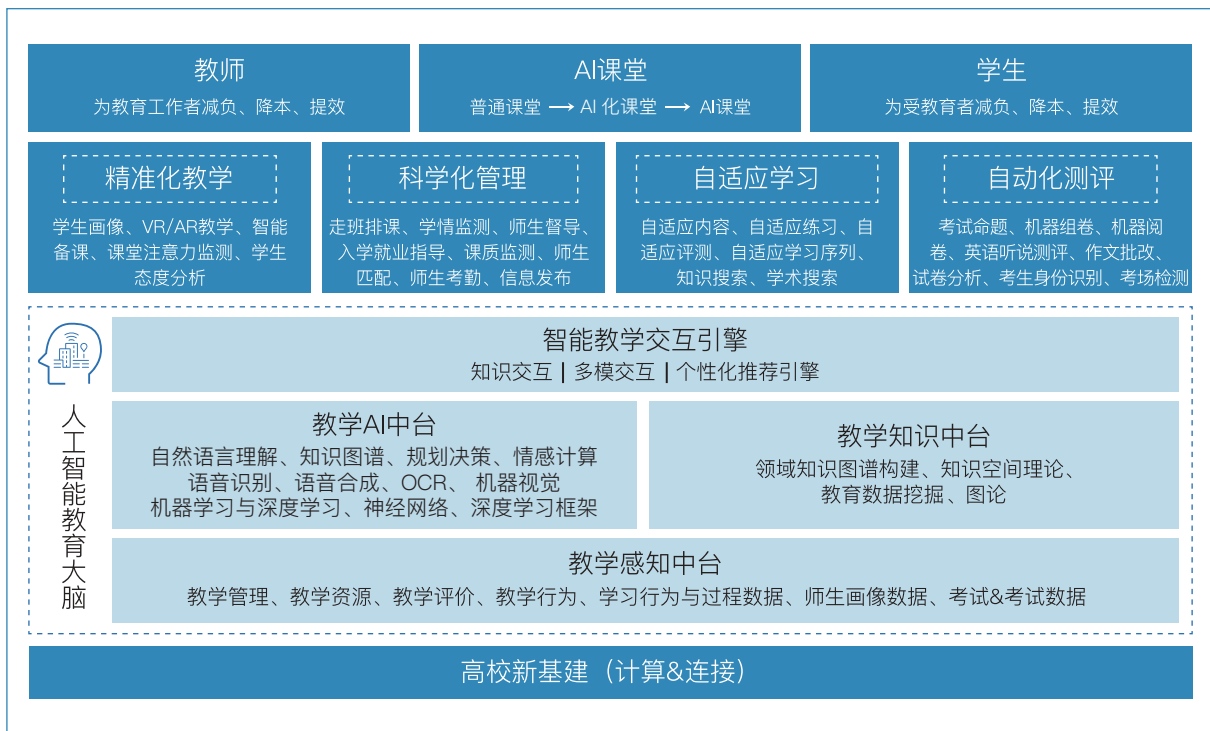 教师
为教育工作者减负、降本、提效
AI课堂
普通课堂 → AI 化课堂 → AI课堂
学生
为受教育者减负、降本、提效
精准化教学
学生画像、VR/AR教学、智能
备课、课堂注意力监测、学生
态度分析
科学化管理
走班排课、学情监测、师生督导、
入学就业指导、课质监测、师生
匹配、师生考勤、信息发布
自适应学习
自适应内容、自适应练习、自
适应评测、自适应学习序列、
知识搜索、学术搜索
自动化测评
考试命题、机器组卷、机器阅
卷、英语听说测评、作文批改、
试卷分析、考生身份识别、考场检测
人工智能教育大脑
智能教学交互引擎
知识交互 | 多模交互 | 个性化推荐引擎
教学AI中台
自然语言理解、知识图谱、规划决策、情感计算
语音识别、语音合成、OCR、 机器视觉
机器学习与深度学习、神经网络、深度学习框架
教学知识中台
领域知识图谱构建、知识空间理论、
教育数据挖掘、图论
教学感知中台
教学管理、教学资源、教学评价、教学行为、学习行为与过程数据、师生画像数据、考试&考试数据
高校新基建（计算&连接）